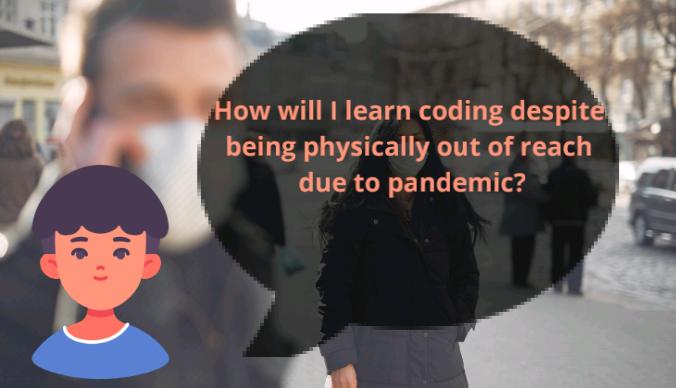 How will I learn coding despite
being physically out of reach
due to pandemic?